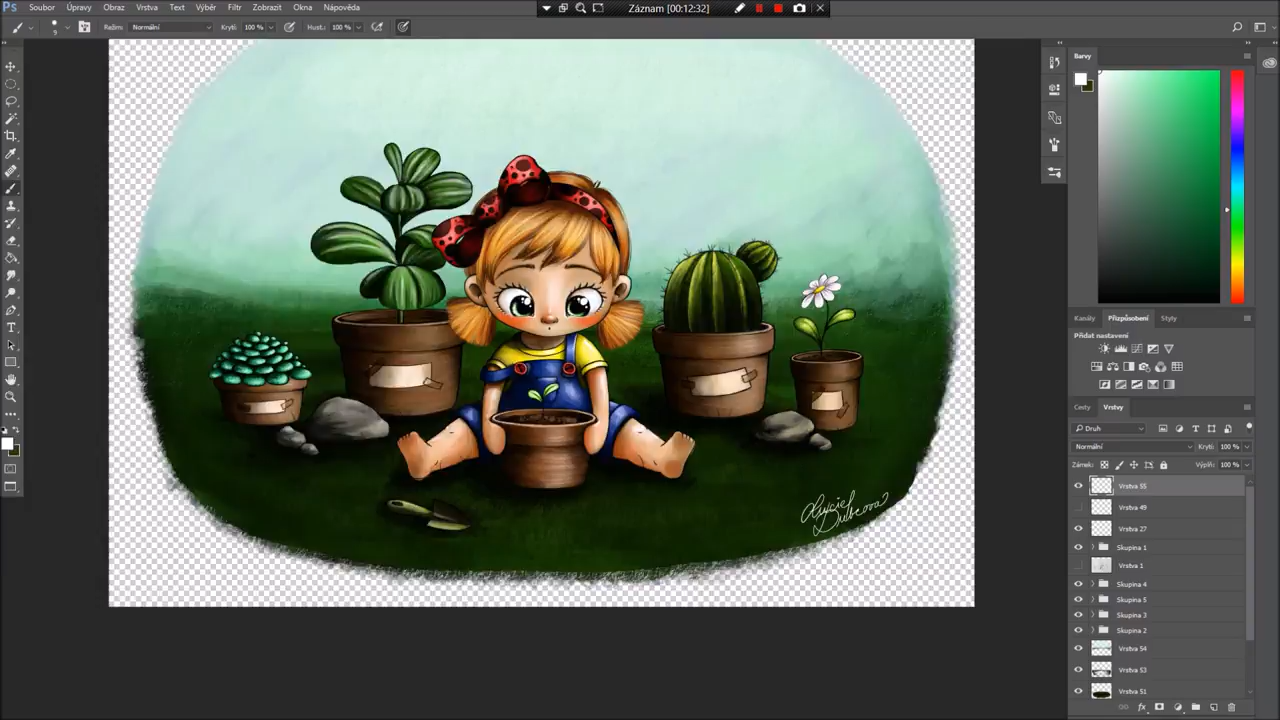 Ps Soubor Úpravy Obraz Vrstva Text Výběr Filtr Zobrazit Okna Nápověda
Záznam [00:12:32]
9 Režim: Normální Krytí: 100 % Hust.: 100 %
Barvy
Kanály Přizpůsobení Styly
Přidat nastavení
Cesty Vrstvy
Druh
Normální Krytí: 100 %
Zámek: Výplň: 100 %
Vrstva 55
Vrstva 49
Vrstva 27
Skupina 1
Vrstva 1
Skupina 4
Skupina 5
Skupina 3
Skupina 2
Vrstva 54
Vrstva 53
Vrstva 51
fx